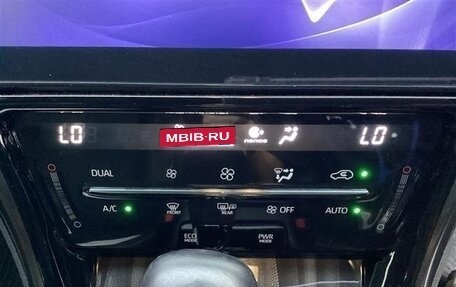 LO
MBIB.RU
nanoe
LO
DUAL
A/C
FRONT
REAR
OFF
AUTO
ECO
MODE
PWR
MODE